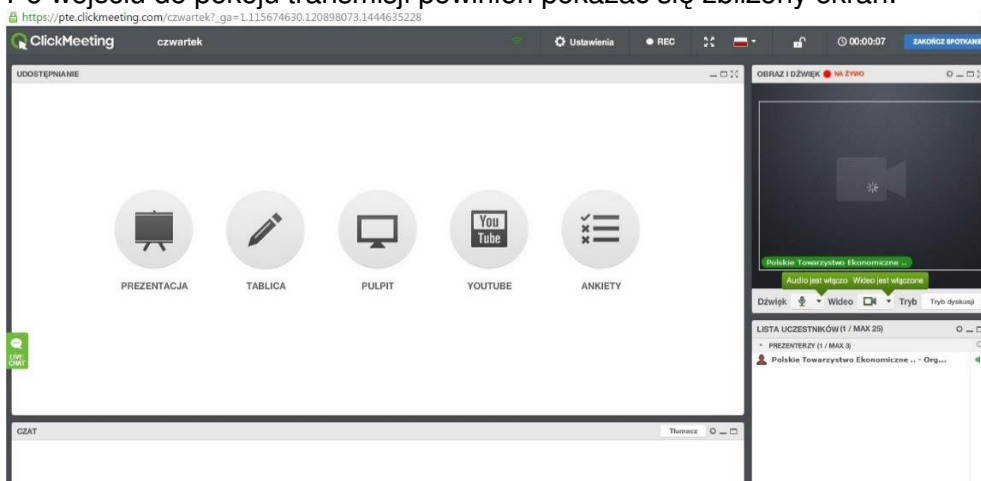 Po wejściu do pokoju transmisji powinien pokazać się zbliżony ekran:
https://pte.clickmeeting.com/czwartek?_ga=1.115674630.120898073.1444635228
ClickMeeting czwartek Ustawienia REC 00:00:07 ZAKOŃCZ SPOTKANIE
UDOSTĘPNIANIE
OBRAZ I DŹWIĘK NA ŻYWO
You
Tube
PREZENTACJA TABLICA PULPIT YOUTUBE ANKIETY
Polskie Towarzystwo Ekonomiczne ..
Audio jest włączo Wideo jest włączone
Dźwięk Wideo Tryb Tryb dyskusji
LISTA UCZESTNIKÓW (1 / MAX 25)
PREZENTERZY (1 / MAX 3)
Polskie Towarzystwo Ekonomiczne .. - Org...
LIVE
CHAT
CZAT Tłumacz